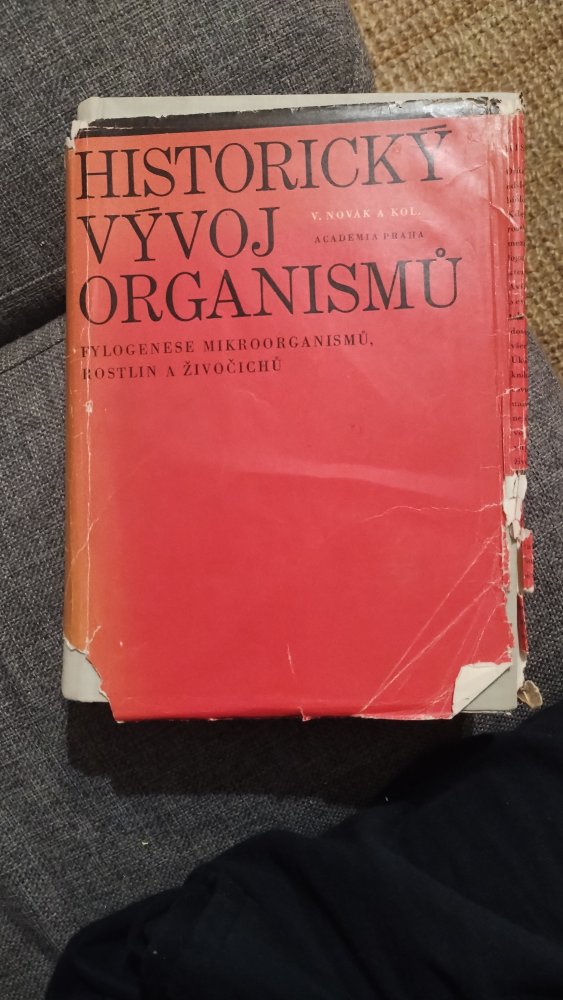 HISTORICKÝ
VÝVOJ
V. NOVÁK A KOL.
ACADEMIA PRAHA
ORGANISMŮ
FYLOGENESE MIKROORGANISMŮ,
ROSTLIN A ŽIVOČICHŮ